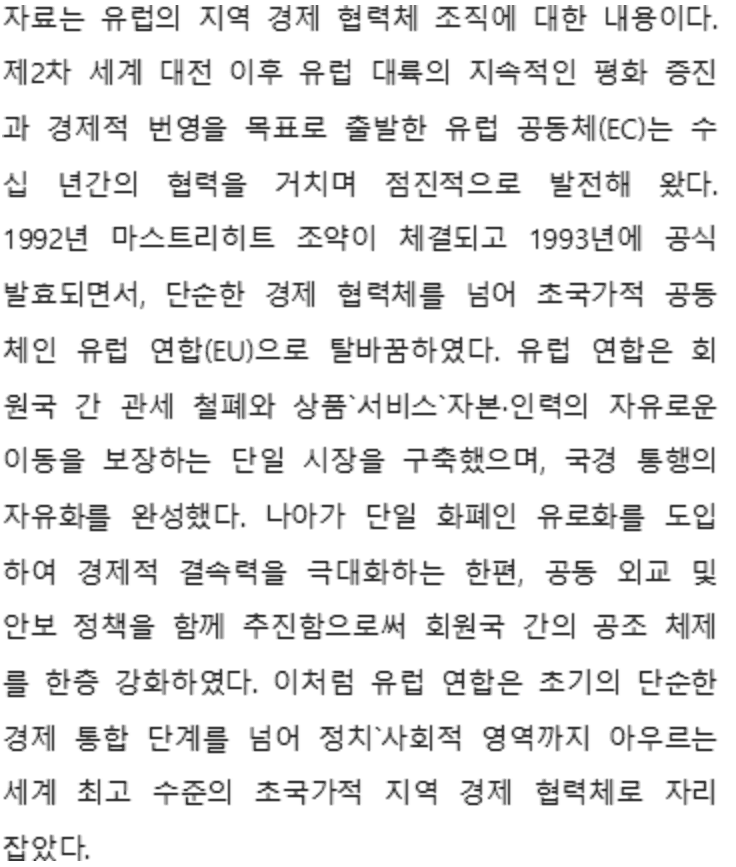 자료는 유럽의 지역 경제 협력체 조직에 대한 내용이다.
제2차 세계 대전 이후 유럽 대륙의 지속적인 평화 증진
과 경제적 번영을 목표로 출발한 유럽 공동체(EC)는 수
십 년간의 협력을 거치며 점진적으로 발전해 왔다.
1992년 마스트리히트 조약이 체결되고 1993년에 공식
발효되면서, 단순한 경제 협력체를 넘어 초국가적 공동
체인 유럽 연합(EU)으로 탈바꿈하였다. 유럽 연합은 회
원국 간 관세 철폐와 상품`서비스`자본·인력의 자유로운
이동을 보장하는 단일 시장을 구축했으며, 국경 통행의
자유화를 완성했다. 나아가 단일 화폐인 유로화를 도입
하여 경제적 결속력을 극대화하는 한편, 공동 외교 및
안보 정책을 함께 추진함으로써 회원국 간의 공조 체제
를 한층 강화하였다. 이처럼 유럽 연합은 초기의 단순한
경제 통합 단계를 넘어 정치`사회적 영역까지 아우르는
세계 최고 수준의 초국가적 지역 경제 협력체로 자리
잡았다.